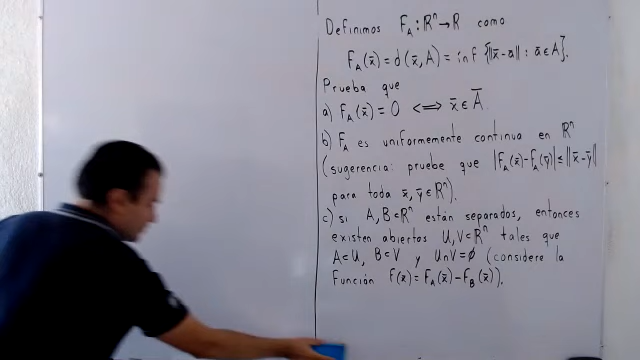 Definimos F_A : ℝⁿ → ℝ como
F_A(x̄) = d(x̄, A) = inf {||x̄ - ā|| : ā ∈ A}.
Prueba que
a) F_A(x̄) = 0 ⟺ x̄ ∈ A̅.
b) F_A es uniformemente continua en ℝⁿ
(sugerencia: pruebe que |F_A(x̄) - F_A(ȳ)| ≤ ||x̄ - ȳ||
para toda x̄, ȳ ∈ ℝⁿ).
c) si A, B ⊂ ℝⁿ están separados, entonces
existen abiertos U, V ⊂ ℝⁿ tales que
A ⊂ U, B ⊂ V y U ∩ V = ∅ (considere la
función f(x̄) = F_A(x̄) - F_B(x̄)).